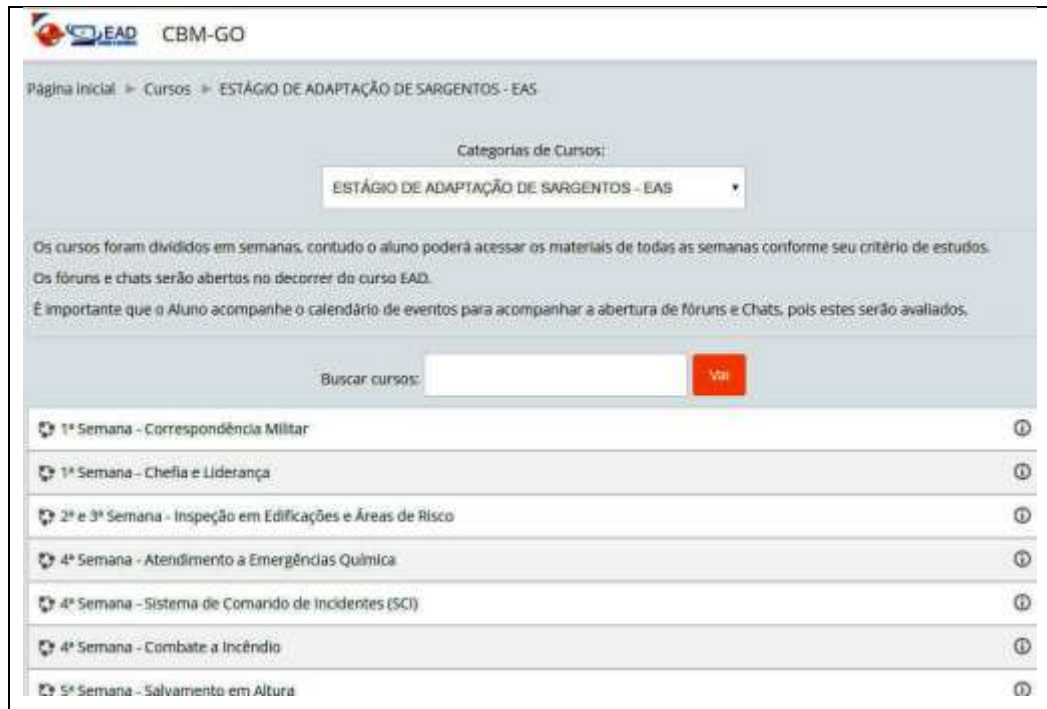 EAD CBM-GO
Página inicial ► Cursos ► ESTÁGIO DE ADAPTAÇÃO DE SARGENTOS - EAS
Categorias de Cursos:
ESTÁGIO DE ADAPTAÇÃO DE SARGENTOS - EAS
Os cursos foram divididos em semanas, contudo o aluno poderá acessar os materiais de todas as semanas conforme seu critério de estudos.
Os fóruns e chats serão abertos no decorrer do curso EAD.
É importante que o Aluno acompanhe o calendário de eventos para acompanhar a abertura de fóruns e Chats, pois estes serão avaliados.
Buscar cursos: Vai
1ª Semana - Correspondência Militar
1ª Semana - Chefia e Liderança
2ª e 3ª Semana - Inspeção em Edificações e Áreas de Risco
4ª Semana - Atendimento a Emergências Química
4ª Semana - Sistema de Comando de Incidentes (SCI)
4ª Semana - Combate a Incêndio
5ª Semana - Salvamento em Altura